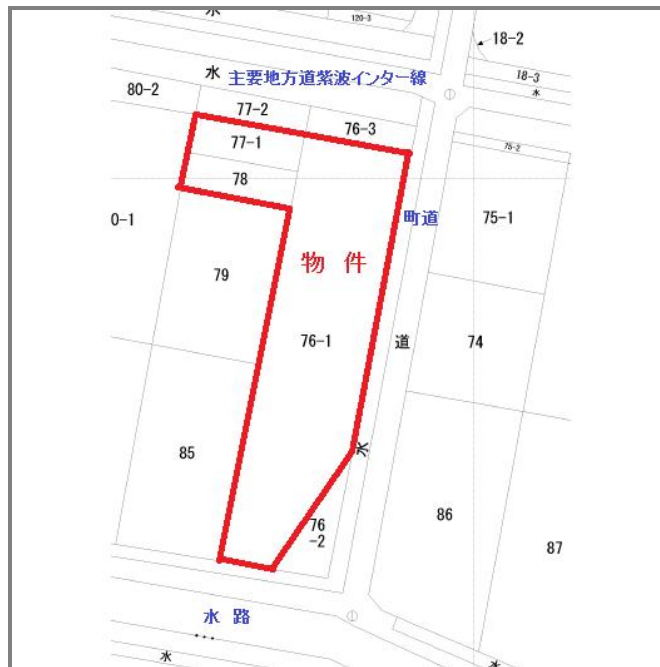 水
120-3
18-2
水
主要地方道紫波インター線
18-3
80-2
水
77-2
76-3
77-1
75-2
78
0-1
町道
75-1
79
物 件
76-1
道
74
85
水
86
76
-2
87
水 路
水
水